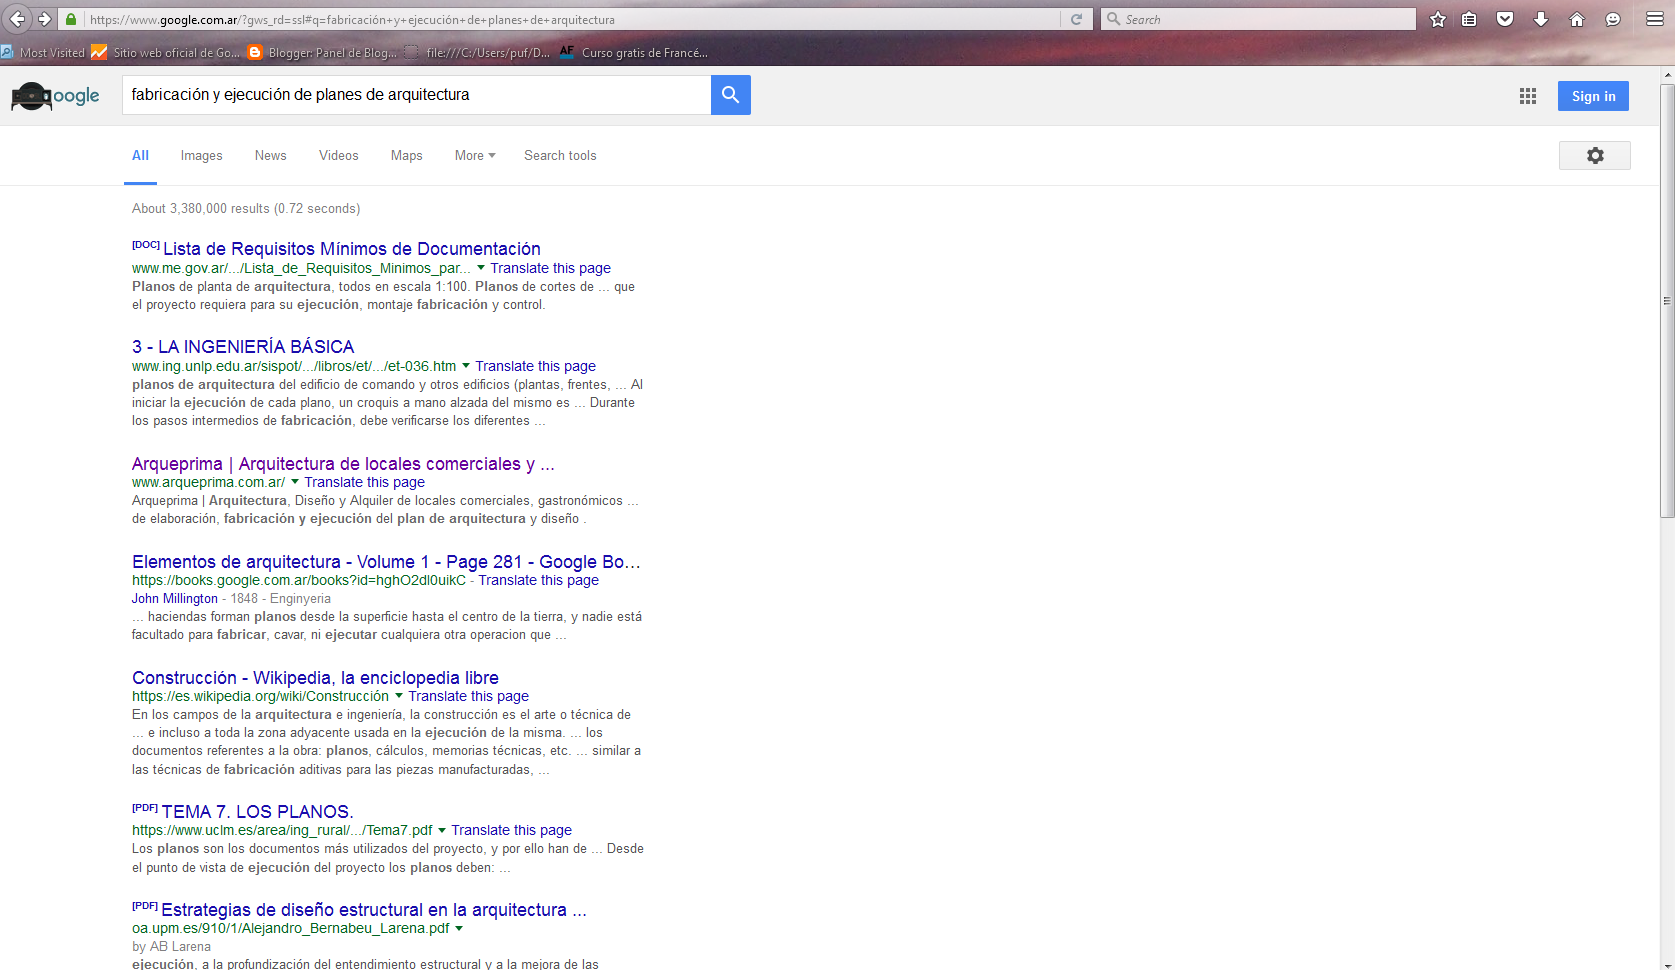 https://www.google.com.ar/?gws_rd=ssl#q=fabricación+y+ejecución+de+planes+de+arquitectura
Search
Most Visited
Sitio web oficial de Go...
Blogger: Panel de Blog...
file:///C:/Users/puf/D...
AF
Curso gratis de Francé...
oogle
fabricación y ejecución de planes de arquitectura
Sign in
All
Images
News
Videos
Maps
More
Search tools
About 3,380,000 results (0.72 seconds)
[DOC] Lista de Requisitos Mínimos de Documentación
www.me.gov.ar/.../Lista_de_Requisitos_Minimos_par... Translate this page
Planos de planta de arquitectura, todos en escala 1:100. Planos de cortes de ... que
el proyecto requiera para su ejecución, montaje fabricación y control.
3 - LA INGENIERÍA BÁSICA
www.ing.unlp.edu.ar/sispot/.../libros/et/.../et-036.htm Translate this page
planos de arquitectura del edificio de comando y otros edificios (plantas, frentes, ... Al
iniciar la ejecución de cada plano, un croquis a mano alzada del mismo es ... Durante
los pasos intermedios de fabricación, debe verificarse los diferentes ...
Arqueprima | Arquitectura de locales comerciales y ...
www.arqueprima.com.ar/ Translate this page
Arqueprima | Arquitectura, Diseño y Alquiler de locales comerciales, gastronómicos ...
de elaboración, fabricación y ejecución del plan de arquitectura y diseño .
Elementos de arquitectura - Volume 1 - Page 281 - Google Bo...
https://books.google.com.ar/books?id=hghO2dl0uikC - Translate this page
John Millington - 1848 - Enginyeria
... haciendas forman planos desde la superficie hasta el centro de la tierra, y nadie está
facultado para fabricar, cavar, ni ejecutar cualquiera otra operacion que ...
Construcción - Wikipedia, la enciclopedia libre
https://es.wikipedia.org/wiki/Construcción Translate this page
En los campos de la arquitectura e ingeniería, la construcción es el arte o técnica de
... e incluso a toda la zona adyacente usada en la ejecución de la misma. ... los
documentos referentes a la obra: planos, cálculos, memorias técnicas, etc. ... similar a
las técnicas de fabricación aditivas para las piezas manufacturadas, ...
[PDF] TEMA 7. LOS PLANOS.
https://www.uclm.es/area/ing_rural/.../Tema7.pdf Translate this page
Los planos son los documentos más utilizados del proyecto, y por ello han de ... Desde
el punto de vista de ejecución del proyecto los planos deben: ...
[PDF] Estrategias de diseño estructural en la arquitectura ...
oa.upm.es/910/1/Alejandro_Bernabeu_Larena.pdf
by AB Larena
ejecución, a la profundización del entendimiento estructural y a la mejora de las